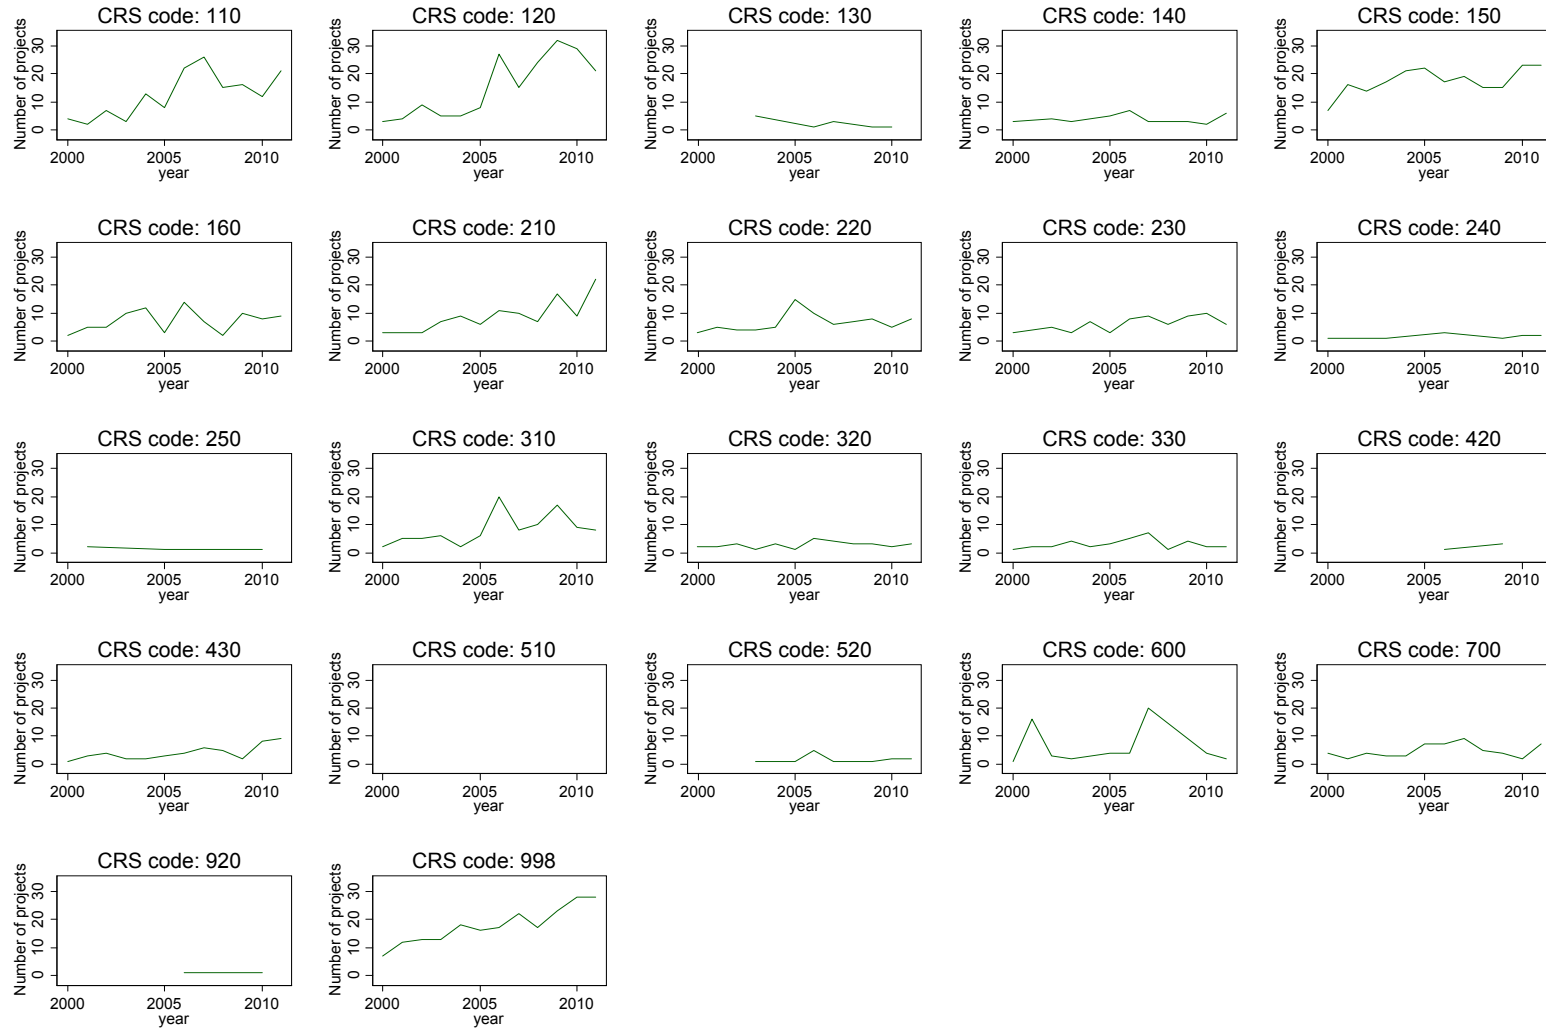 CRS code: 110
Number of projects
30
20
10
0
2000 2005 2010
year
CRS code: 120
Number of projects
30
20
10
0
2000 2005 2010
year
CRS code: 130
Number of projects
30
20
10
0
2000 2005 2010
year
CRS code: 140
Number of projects
30
20
10
0
2000 2005 2010
year
CRS code: 150
Number of projects
30
20
10
0
2000 2005 2010
year
CRS code: 160
Number of projects
30
20
10
0
2000 2005 2010
year
CRS code: 210
Number of projects
30
20
10
0
2000 2005 2010
year
CRS code: 220
Number of projects
30
20
10
0
2000 2005 2010
year
CRS code: 230
Number of projects
30
20
10
0
2000 2005 2010
year
CRS code: 240
Number of projects
30
20
10
0
2000 2005 2010
year
CRS code: 250
Number of projects
30
20
10
0
2000 2005 2010
year
CRS code: 310
Number of projects
30
20
10
0
2000 2005 2010
year
CRS code: 320
Number of projects
30
20
10
0
2000 2005 2010
year
CRS code: 330
Number of projects
30
20
10
0
2000 2005 2010
year
CRS code: 420
Number of projects
30
20
10
0
2000 2005 2010
year
CRS code: 430
Number of projects
30
20
10
0
2000 2005 2010
year
CRS code: 510
Number of projects
30
20
10
0
2000 2005 2010
year
CRS code: 520
Number of projects
30
20
10
0
2000 2005 2010
year
CRS code: 600
Number of projects
30
20
10
0
2000 2005 2010
year
CRS code: 700
Number of projects
30
20
10
0
2000 2005 2010
year
CRS code: 920
Number of projects
30
20
10
0
2000 2005 2010
year
CRS code: 998
Number of projects
30
20
10
0
2000 2005 2010
year